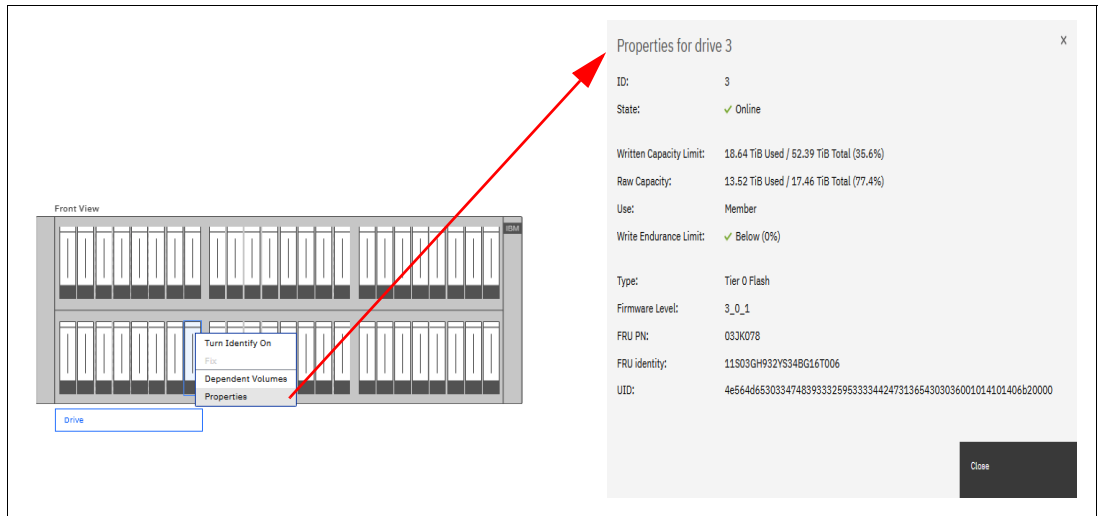 Front View
IBM
Turn Identify On
Fix
Dependent Volumes
Properties
Drive
Properties for drive 3
X
ID: 3
State: Online
Written Capacity Limit: 18.64 TiB Used / 52.39 TiB Total (35.6%)
Raw Capacity: 13.52 TiB Used / 17.46 TiB Total (77.4%)
Use: Member
Write Endurance Limit: Below (0%)
Type: Tier 0 Flash
Firmware Level: 3_0_1
FRU PN: 03JK078
FRU identity: 11S03GH932YS34BG16T006
UID: 4e564d6530334748393332595333344247313654303036001014101406b20000
Close